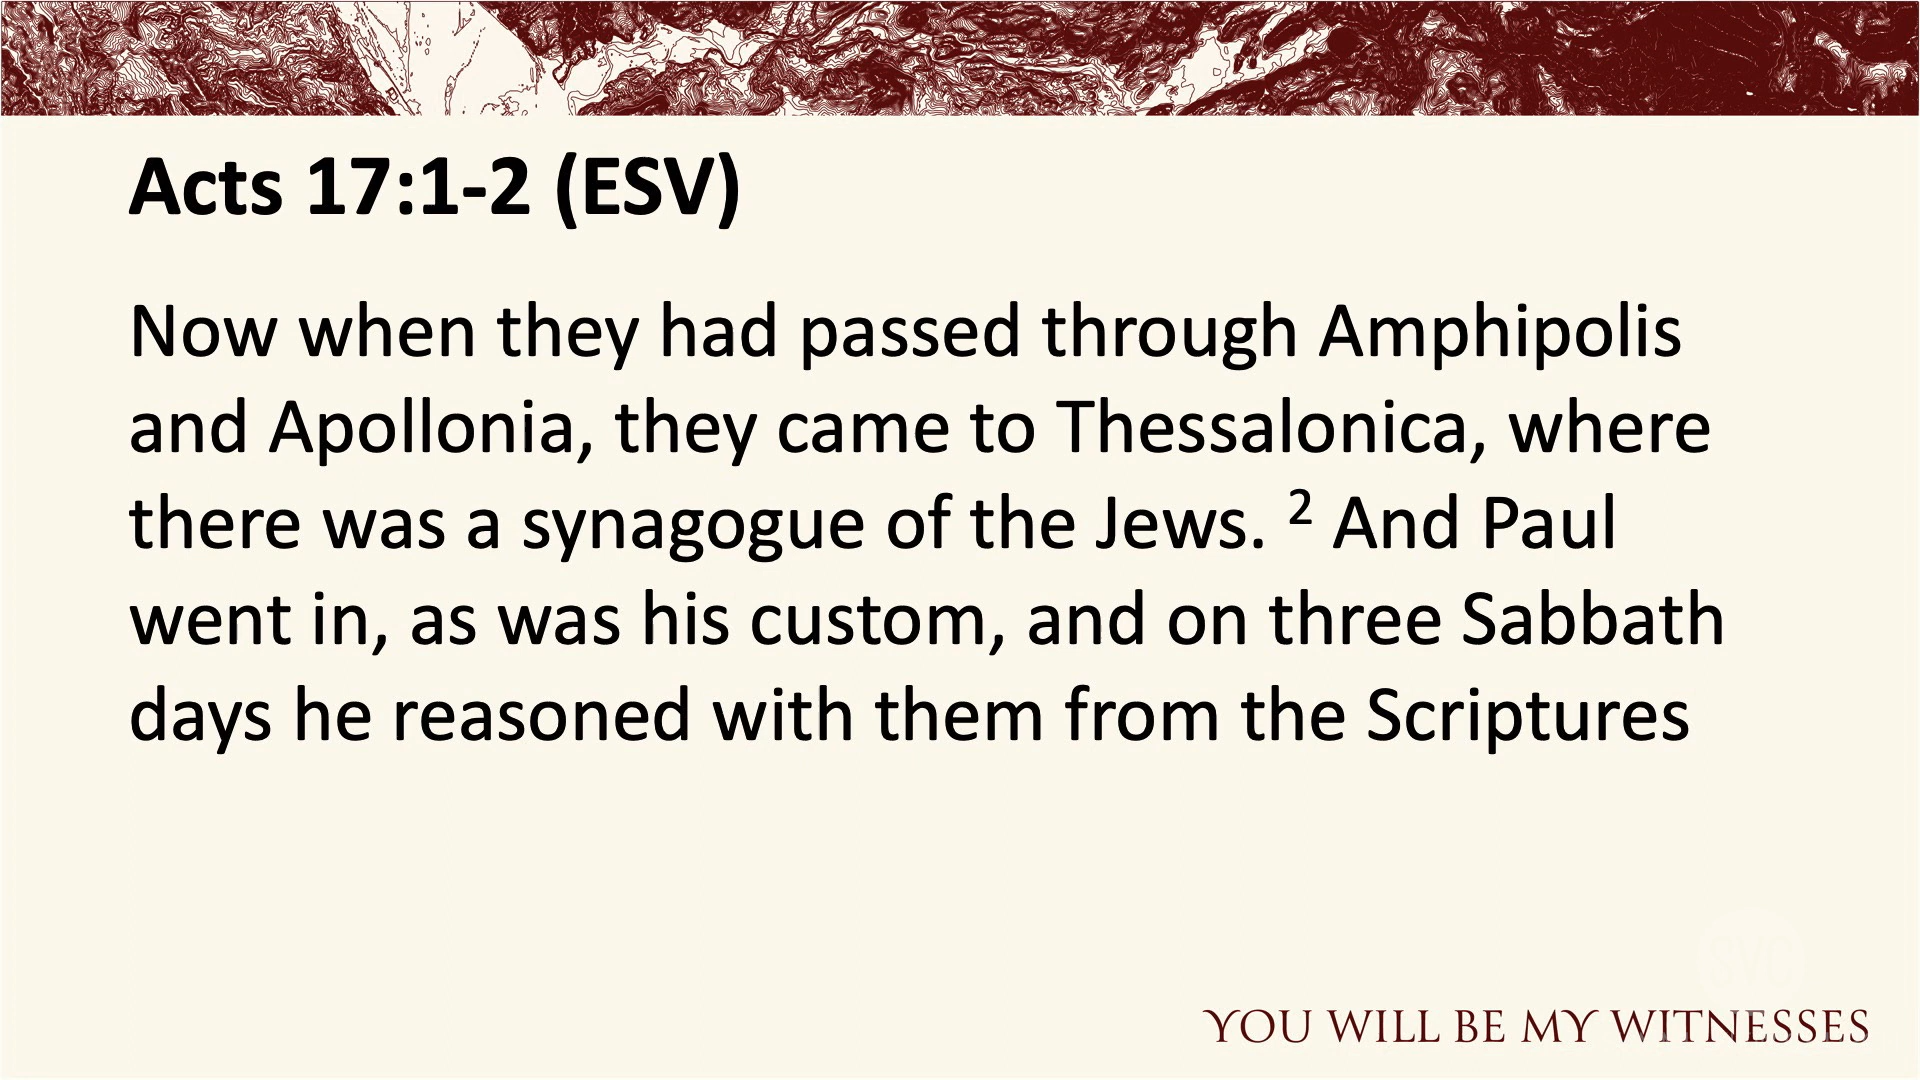 Acts 17:1-2 (ESV)
Now when they had passed through Amphipolis
and Apollonia, they came to Thessalonica, where
there was a synagogue of the Jews. ² And Paul
went in, as was his custom, and on three Sabbath
days he reasoned with them from the Scriptures
SVC
YOU WILL BE MY WITNESSES